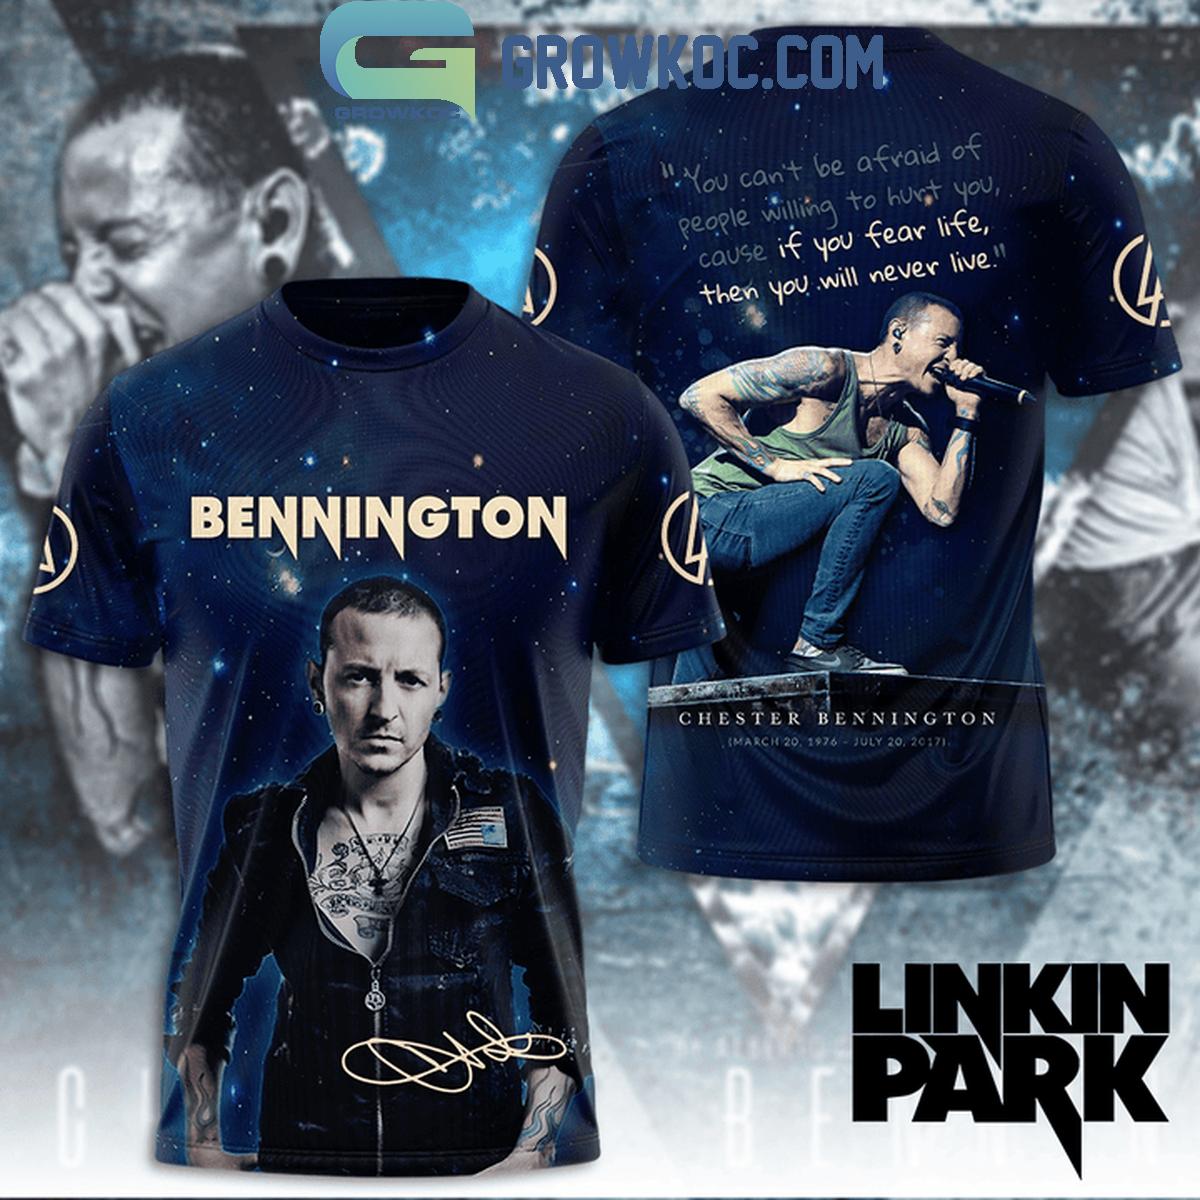 GROWKOC.COM
GROWKOC
"You can't be afraid of
people willing to hurt you,
cause if you fear life,
then you will never live."
BENNINGTON
CHESTER BENNINGTON
(MARCH 20, 1976 - JULY 20, 2017)
LINKIN
PARK